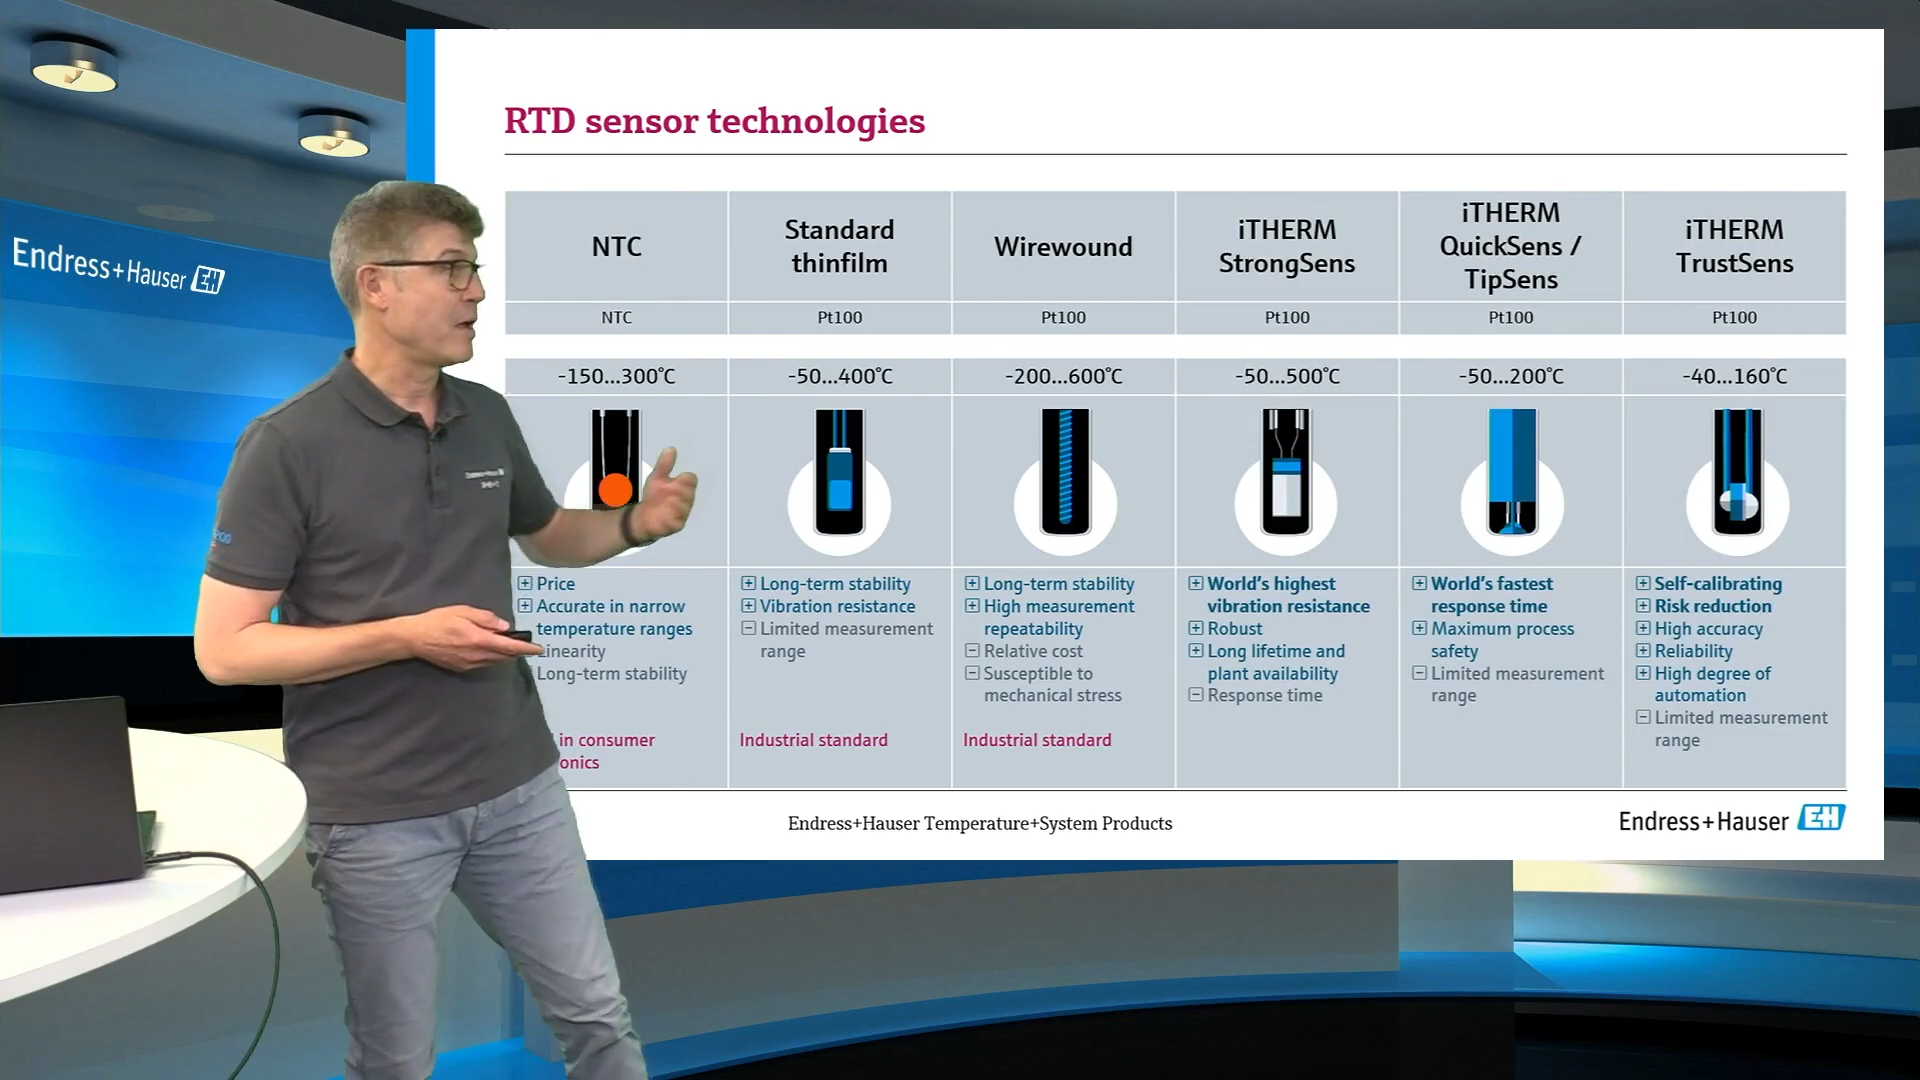 RTD sensor technologies
Endress+Hauser EH
NTC
Standard
thinfilm
Wirewound
iTHERM
StrongSens
iTHERM
QuickSens /
TipSens
iTHERM
TrustSens
NTC
Pt100
Pt100
Pt100
Pt100
Pt100
-150...300°C
-50...400°C
-200...600°C
-50...500°C
-50...200°C
-40...160°C
+ Price
+ Accurate in narrow
temperature ranges
Linearity
Long-term stability
in consumer
+ Long-term stability
+ Vibration resistance
− Limited measurement
range
Industrial standard
+ Long-term stability
+ High measurement
repeatability
− Relative cost
− Susceptible to
mechanical stress
Industrial standard
+ World's highest
vibration resistance
+ Robust
+ Long lifetime and
plant availability
− Response time
+ World's fastest
response time
+ Maximum process
safety
− Limited measurement
range
+ Self-calibrating
+ Risk reduction
+ High accuracy
+ Reliability
+ High degree of
automation
− Limited measurement
range
Endress+Hauser Temperature+System Products
Endress+Hauser EH